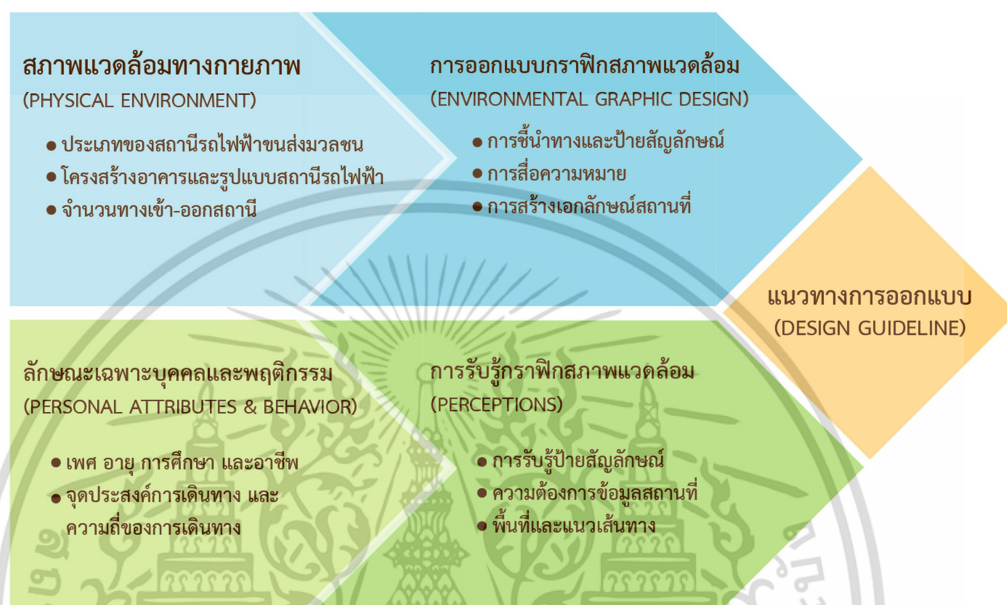 สภาพแวดล้อมทางกายภาพ
(PHYSICAL ENVIRONMENT)
● ประเภทของสถานีรถไฟฟ้าขนส่งมวลชน
● โครงสร้างอาคารและรูปแบบสถานีรถไฟฟ้า
● จำนวนทางเข้า-ออกสถานี
การออกแบบกราฟิกสภาพแวดล้อม
(ENVIRONMENTAL GRAPHIC DESIGN)
● การชี้นำทางและป้ายสัญลักษณ์
● การสื่อความหมาย
● การสร้างเอกลักษณ์สถานที่
แนวทางการออกแบบ
(DESIGN GUIDELINE)
ลักษณะเฉพาะบุคคลและพฤติกรรม
(PERSONAL ATTRIBUTES & BEHAVIOR)
● เพศ อายุ การศึกษา และอาชีพ
● จุดประสงค์การเดินทาง และ
ความถี่ของการเดินทาง
การรับรู้กราฟิกสภาพแวดล้อม
(PERCEPTIONS)
● การรับรู้ป้ายสัญลักษณ์
● ความต้องการข้อมูลสถานที่
● พื้นที่และแนวเส้นทาง